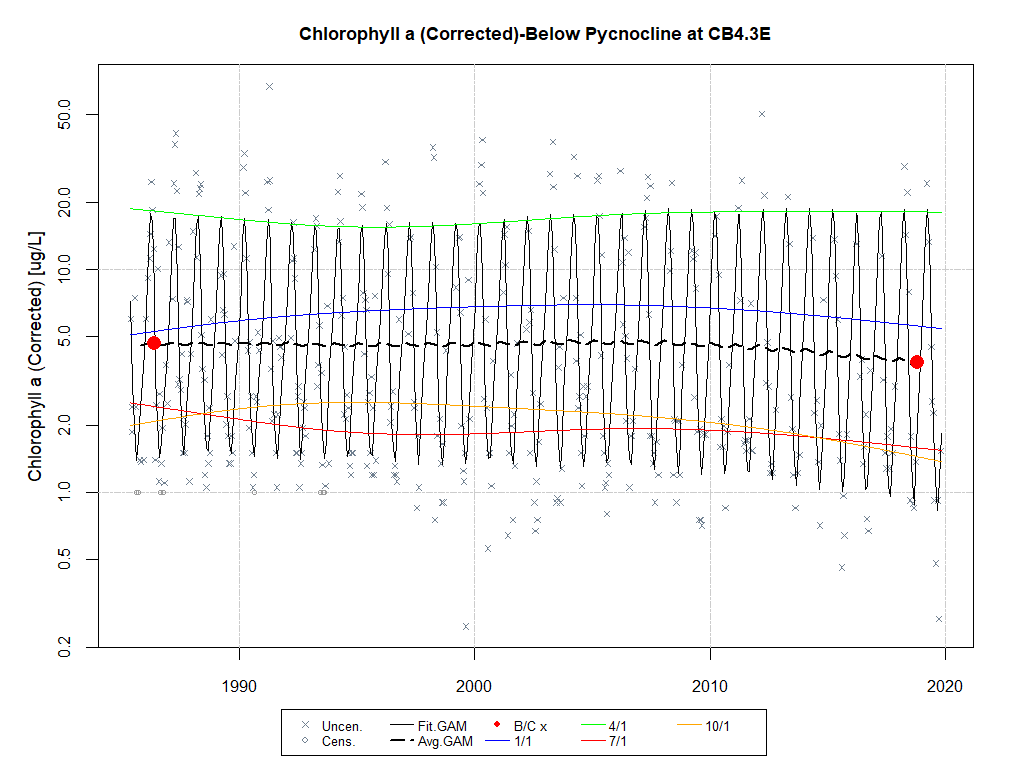 Chlorophyll a (Corrected)-Below Pycnocline at CB4.3E
Chlorophyll a (Corrected) [ug/L]
50.0
20.0
10.0
5.0
2.0
1.0
0.5
0.2
1990 2000 2010 2020
Uncen. Fit.GAM B/C x 4/1 10/1
Cens. Avg.GAM 1/1 7/1